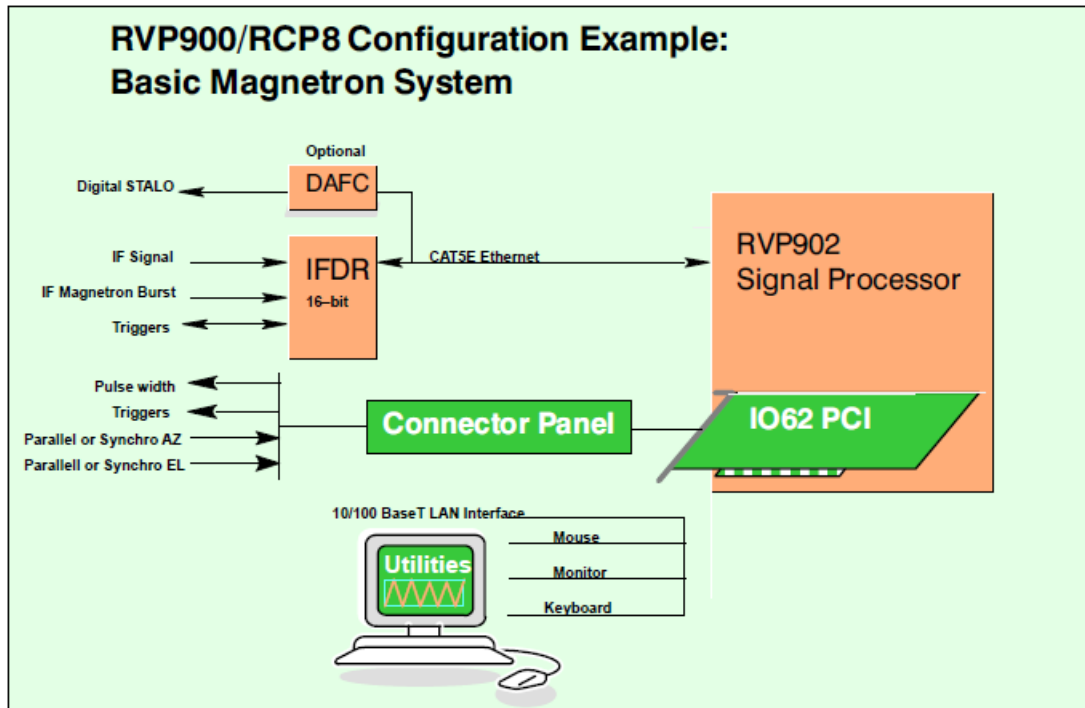 RVP900/RCP8 Configuration Example:
Basic Magnetron System
Optional
DAFC
Digital STALO
IF Signal
IFDR
16-bit
CAT5E Ethernet
RVP902
Signal Processor
IF Magnetron Burst
Triggers
Pulse width
Triggers
Parallel or Synchro AZ
Parallell or Synchro EL
Connector Panel
IO62 PCI
10/100 BaseT LAN Interface
Mouse
Utilities
Monitor
Keyboard